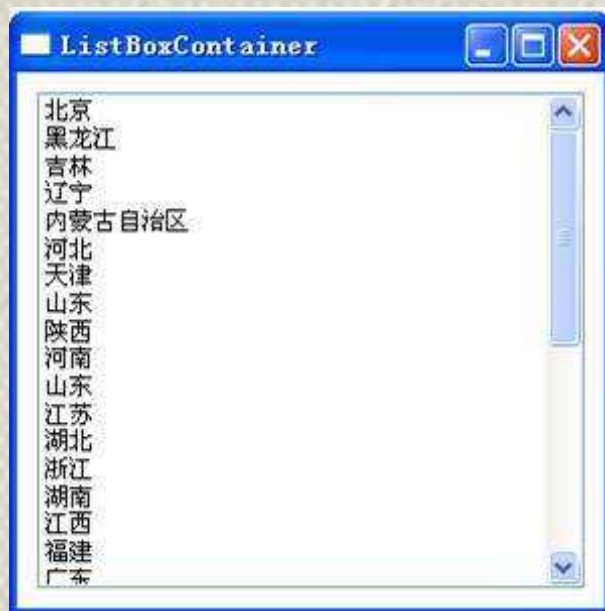 ListBoxContainer
北京
黑龙江
吉林
辽宁
内蒙古自治区
河北
天津
山东
陕西
河南
山东
江苏
湖北
浙江
湖南
江西
福建
广东